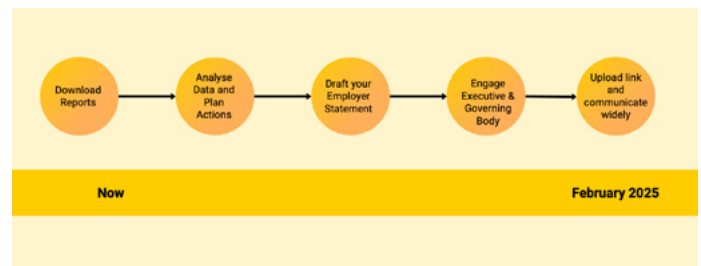 Download
Reports
Analyse
Data and
Plan
Actions
Draft your
Employer
Statement
Engage
Executive &
Governing
Body
Upload link
and
communicate
widely
Now
February 2025